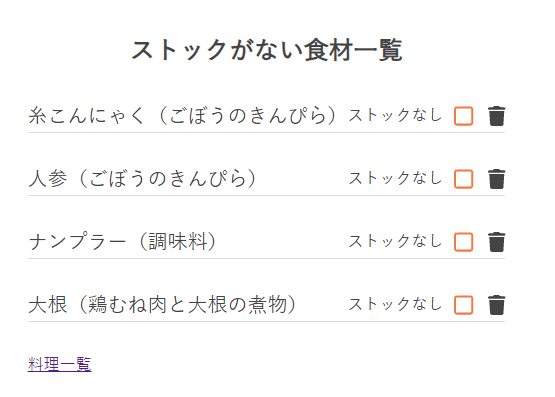 ストックがない食材一覧
糸こんにゃく（ごぼうのきんぴら） ストックなし
人参（ごぼうのきんぴら） ストックなし
ナンプラー（調味料） ストックなし
大根（鶏むね肉と大根の煮物） ストックなし
料理一覧